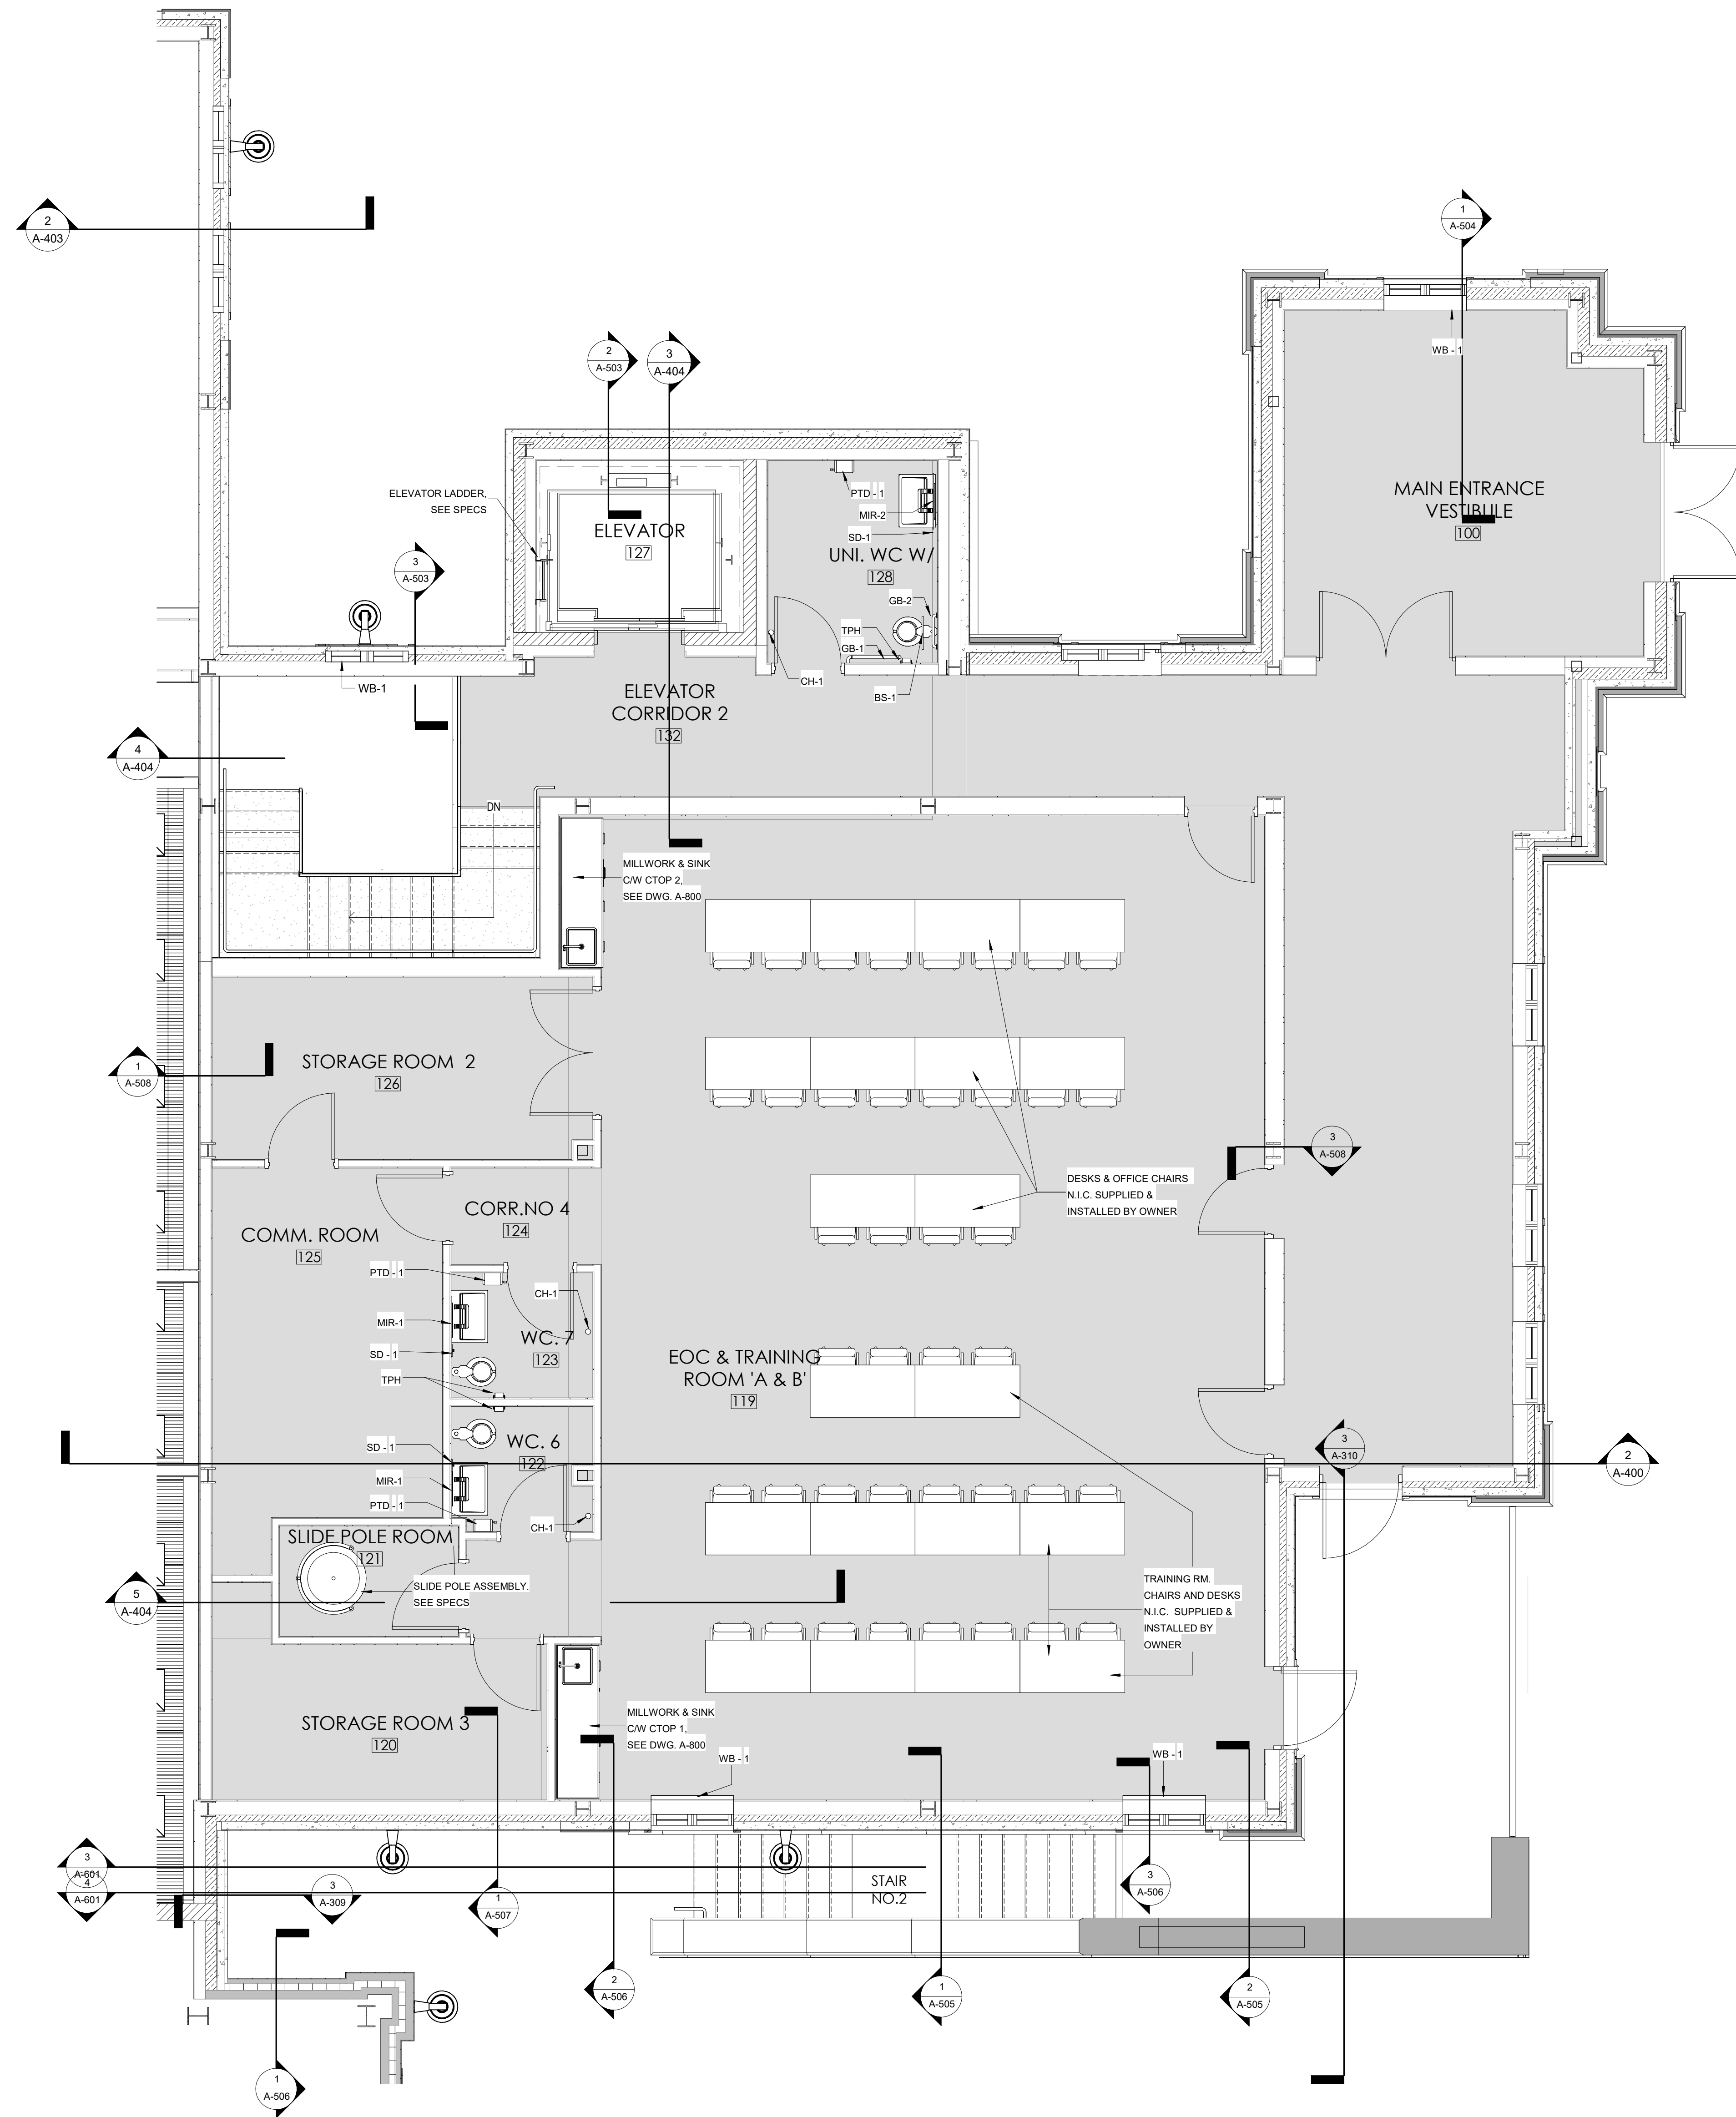 2
A-403
1
A-504
WB - 1
2
A-503
3
A-404
MAIN ENTRANCE
VESTIBULE
100
ELEVATOR LADDER,
SEE SPECS
ELEVATOR
127
PTD - 1
MIR-2
SD-1
UNI. WC W/
128
3
A-503
GB-2
TPH
GB-1
CH-1
BS-1
WB-1
ELEVATOR
CORRIDOR 2
132
4
A-404
DN
MILLWORK & SINK
C/W CTOP 2,
SEE DWG. A-800
STORAGE ROOM 2
126
1
A-508
3
A-508
DESKS & OFFICE CHAIRS
N.I.C. SUPPLIED &
INSTALLED BY OWNER
CORR.NO 4
124
COMM. ROOM
125
PTD - 1
CH-1
MIR-1
WC. 7
123
SD - 1
TPH
EOC & TRAINING
ROOM 'A & B'
119
SD - 1
WC. 6
122
MIR-1
PTD - 1
CH-1
3
A-310
2
A-400
SLIDE POLE ROOM
121
SLIDE POLE ASSEMBLY.
SEE SPECS
5
A-404
TRAINING RM.
CHAIRS AND DESKS
N.I.C. SUPPLIED &
INSTALLED BY
OWNER
STORAGE ROOM 3
120
MILLWORK & SINK
C/W CTOP 1,
SEE DWG. A-800
WB - 1
WB - 1
3
A-601
4
A-601
3
A-309
1
A-507
STAIR
NO.2
3
A-506
2
A-506
1
A-505
2
A-505
1
A-506